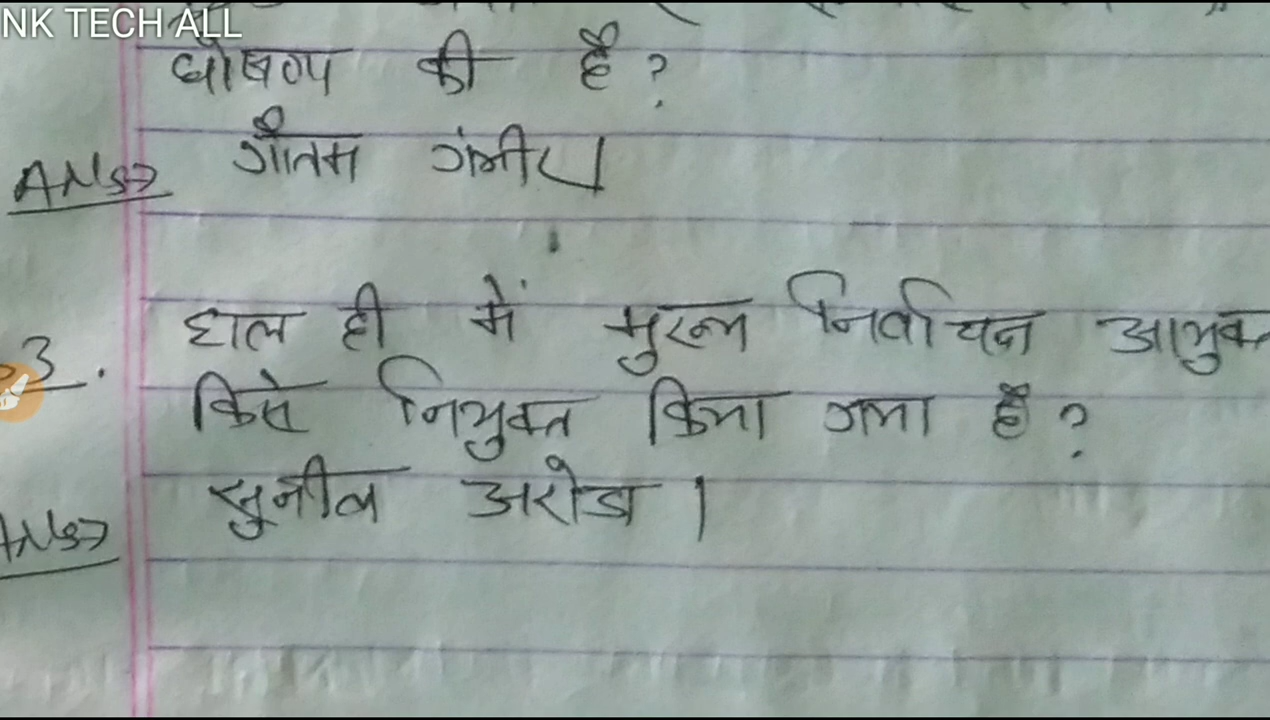 NK TECH ALL
घोषणा की है ?
Ans→ गौतम गंभीर।
3. हाल ही में मुख्य निर्वाचन आयुक्त
किसे नियुक्त किया गया है ?
Ans→ सुनील अरोडा ।